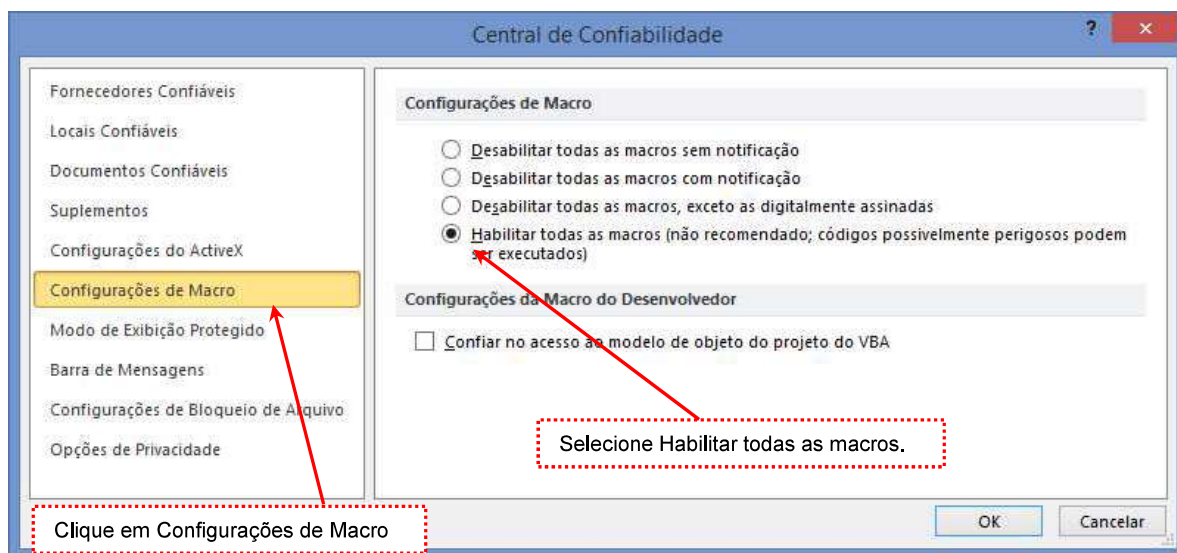 Central de Confiabilidade
?
Fornecedores Confiáveis
Locais Confiáveis
Documentos Confiáveis
Suplementos
Configurações do ActiveX
Configurações de Macro
Modo de Exibição Protegido
Barra de Mensagens
Configurações de Bloqueio de Arquivo
Opções de Privacidade
Configurações de Macro
Desabilitar todas as macros sem notificação
Desabilitar todas as macros com notificação
Desabilitar todas as macros, exceto as digitalmente assinadas
Habilitar todas as macros (não recomendado; códigos possivelmente perigosos podem
ser executados)
Configurações da Macro do Desenvolvedor
Confiar no acesso ao modelo de objeto do projeto do VBA
Selecione Habilitar todas as macros.
Clique em Configurações de Macro
OK
Cancelar